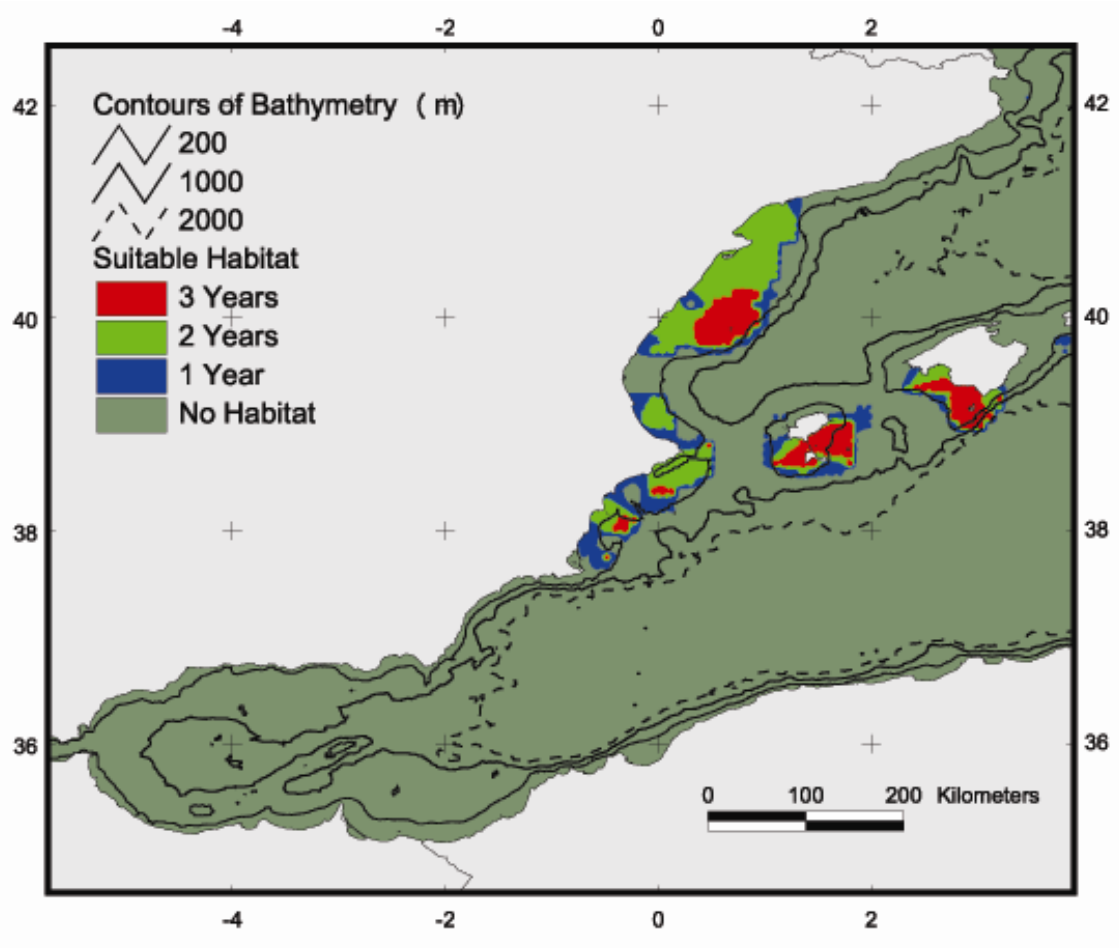 -4 -2 0 2
42 42
Contours of Bathymetry ( m)
200
1000
2000
Suitable Habitat
3 Years
2 Years
1 Year
No Habitat
40 40
38 38
36 36
0 100 200 Kilometers
-4 -2 0 2